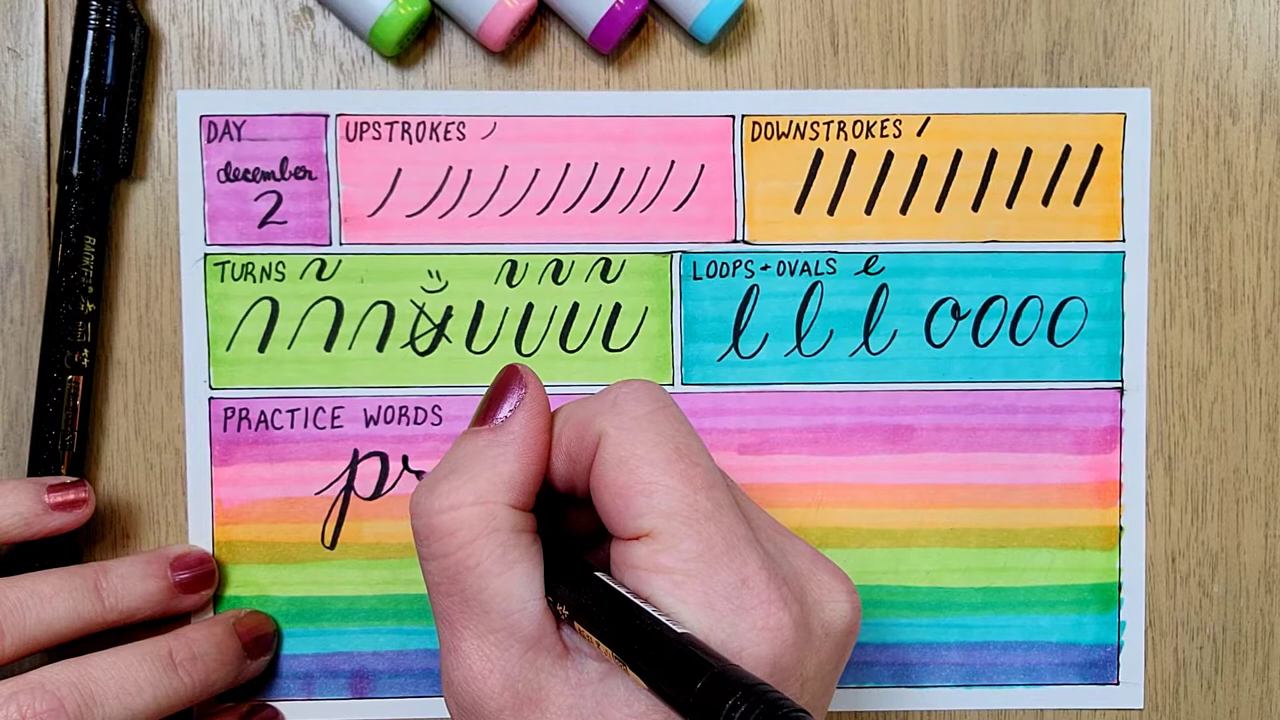 DAY
december
2
UPSTROKES
DOWNSTROKES
TURNS
LOOPS + OVALS e
l l l o o o o
PRACTICE WORDS
pr